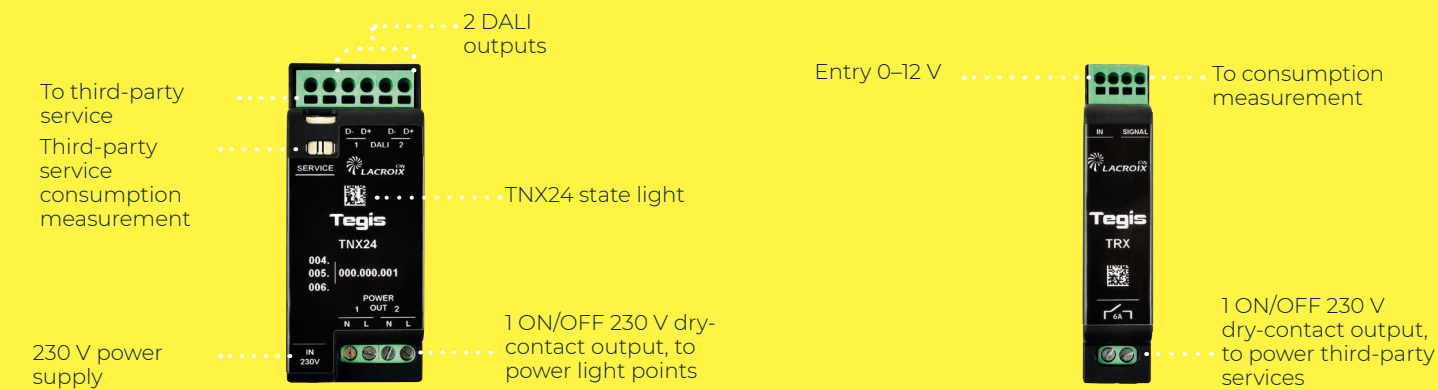 2 DALI
outputs
To third-party
service
Third-party
service
consumption
measurement
230 V power
supply
D- D+ D- D+
1 DALI 2
SERVICE
LACROIX
City
Tegis
TNX24
004.
005. 000.000.001
006.
POWER
1 OUT 2
N L N L
IN
230V
TNX24 state light
1 ON/OFF 230 V dry-
contact output, to
power light points
Entry 0–12 V
IN SIGNAL
LACROIX
City
Tegis
TRX
6A
To consumption
measurement
1 ON/OFF 230 V
dry-contact output,
to power third-party
services